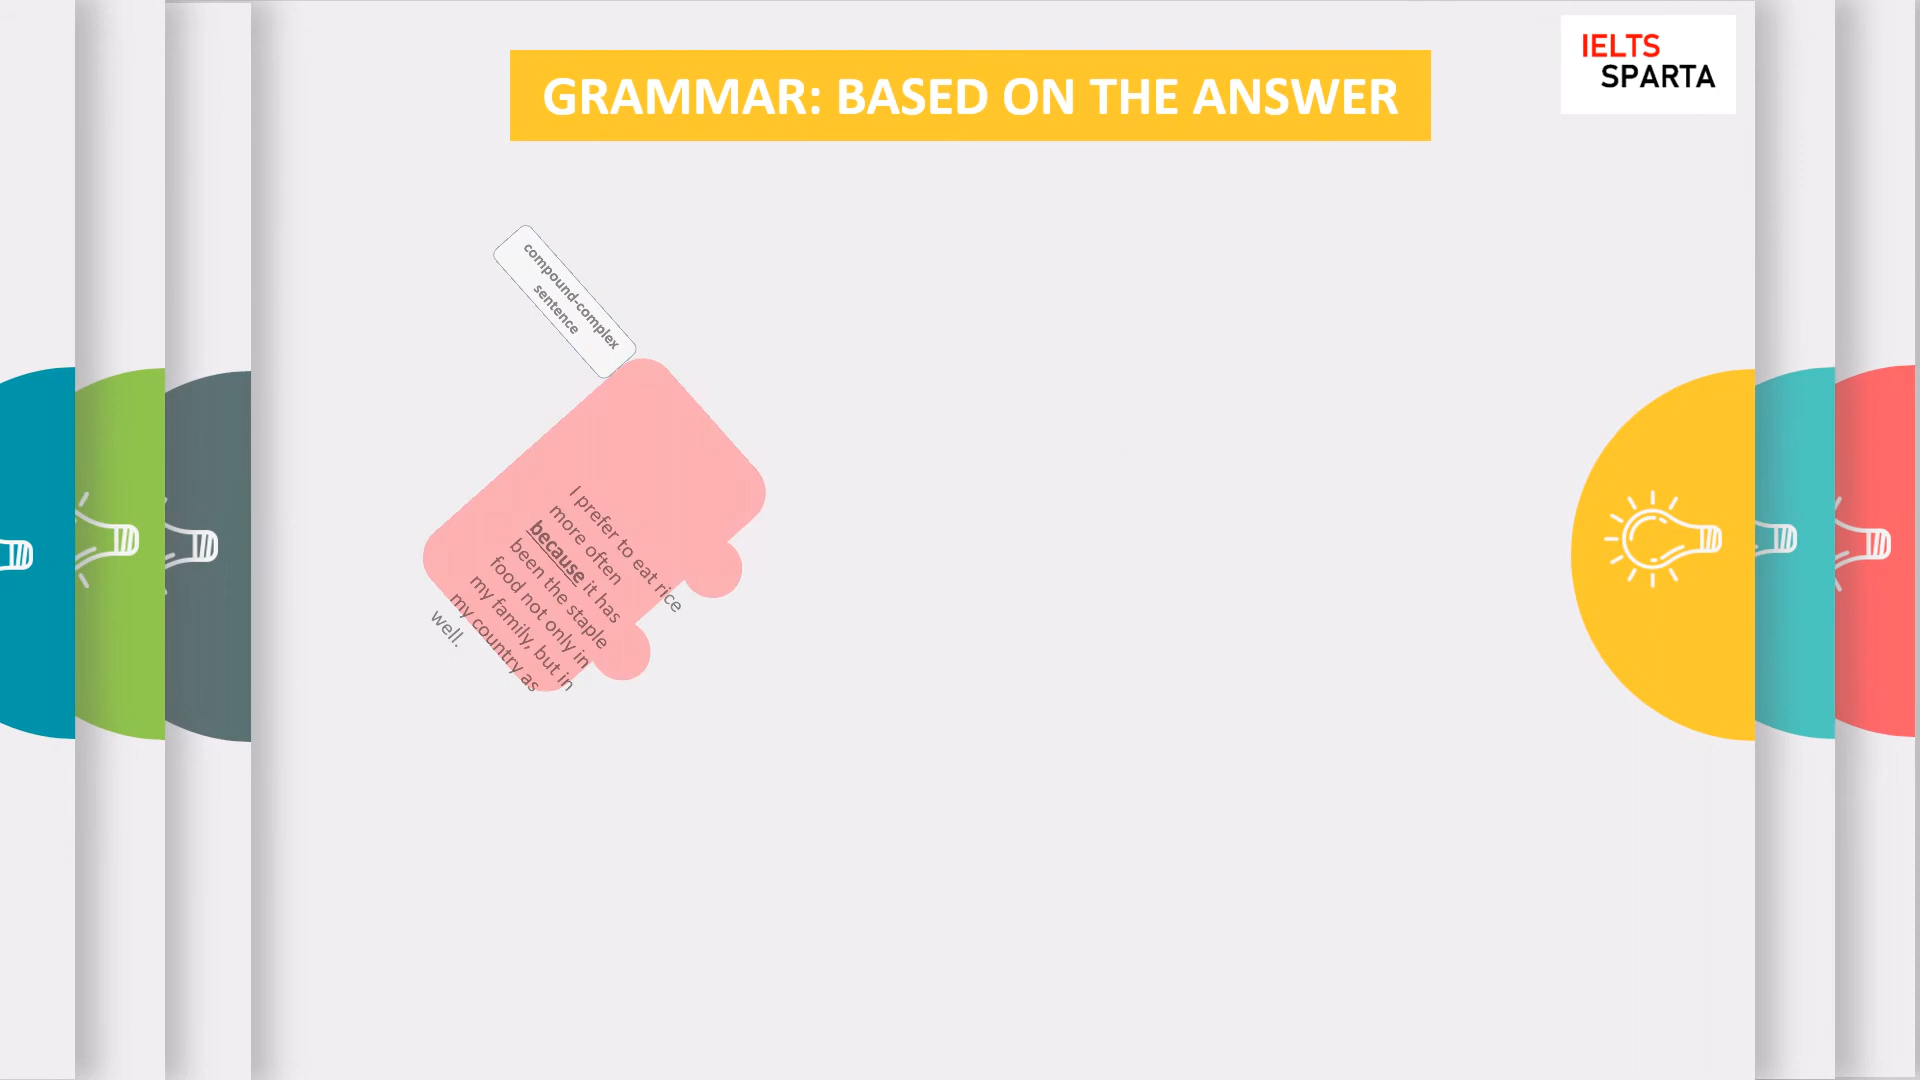 GRAMMAR: BASED ON THE ANSWER
IELTS
SPARTA
compound-complex
sentence
I prefer to eat rice
more often
because it has
been the staple
food not only in
my family, but in
my country as
well.